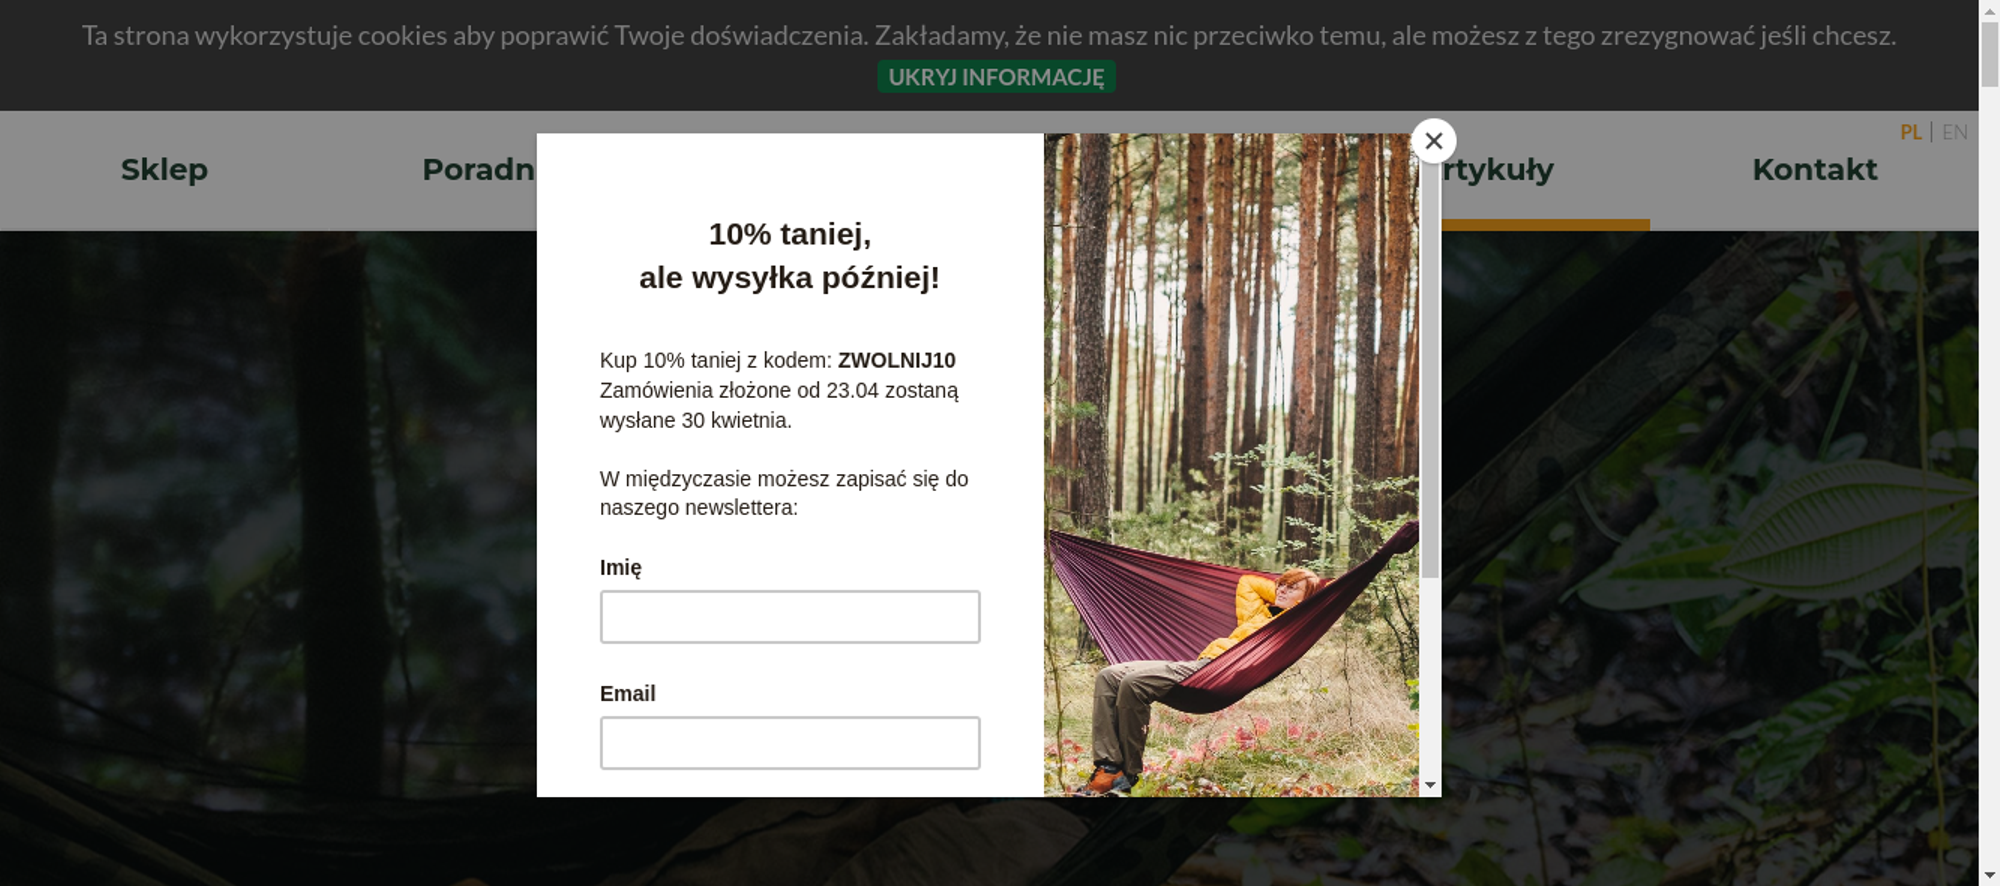 Ta strona wykorzystuje cookies aby poprawić Twoje doświadczenia. Zakładamy, że nie masz nic przeciwko temu, ale możesz z tego zrezygnować jeśli chcesz.
UKRYJ INFORMACJĘ
PL | EN
Sklep
Poradn
rtykuły
Kontakt
10% taniej,
ale wysyłka później!
Kup 10% taniej z kodem: ZWOLNIJ10
Zamówienia złożone od 23.04 zostaną
wysłane 30 kwietnia.
W międzyczasie możesz zapisać się do
naszego newslettera:
Imię
Email